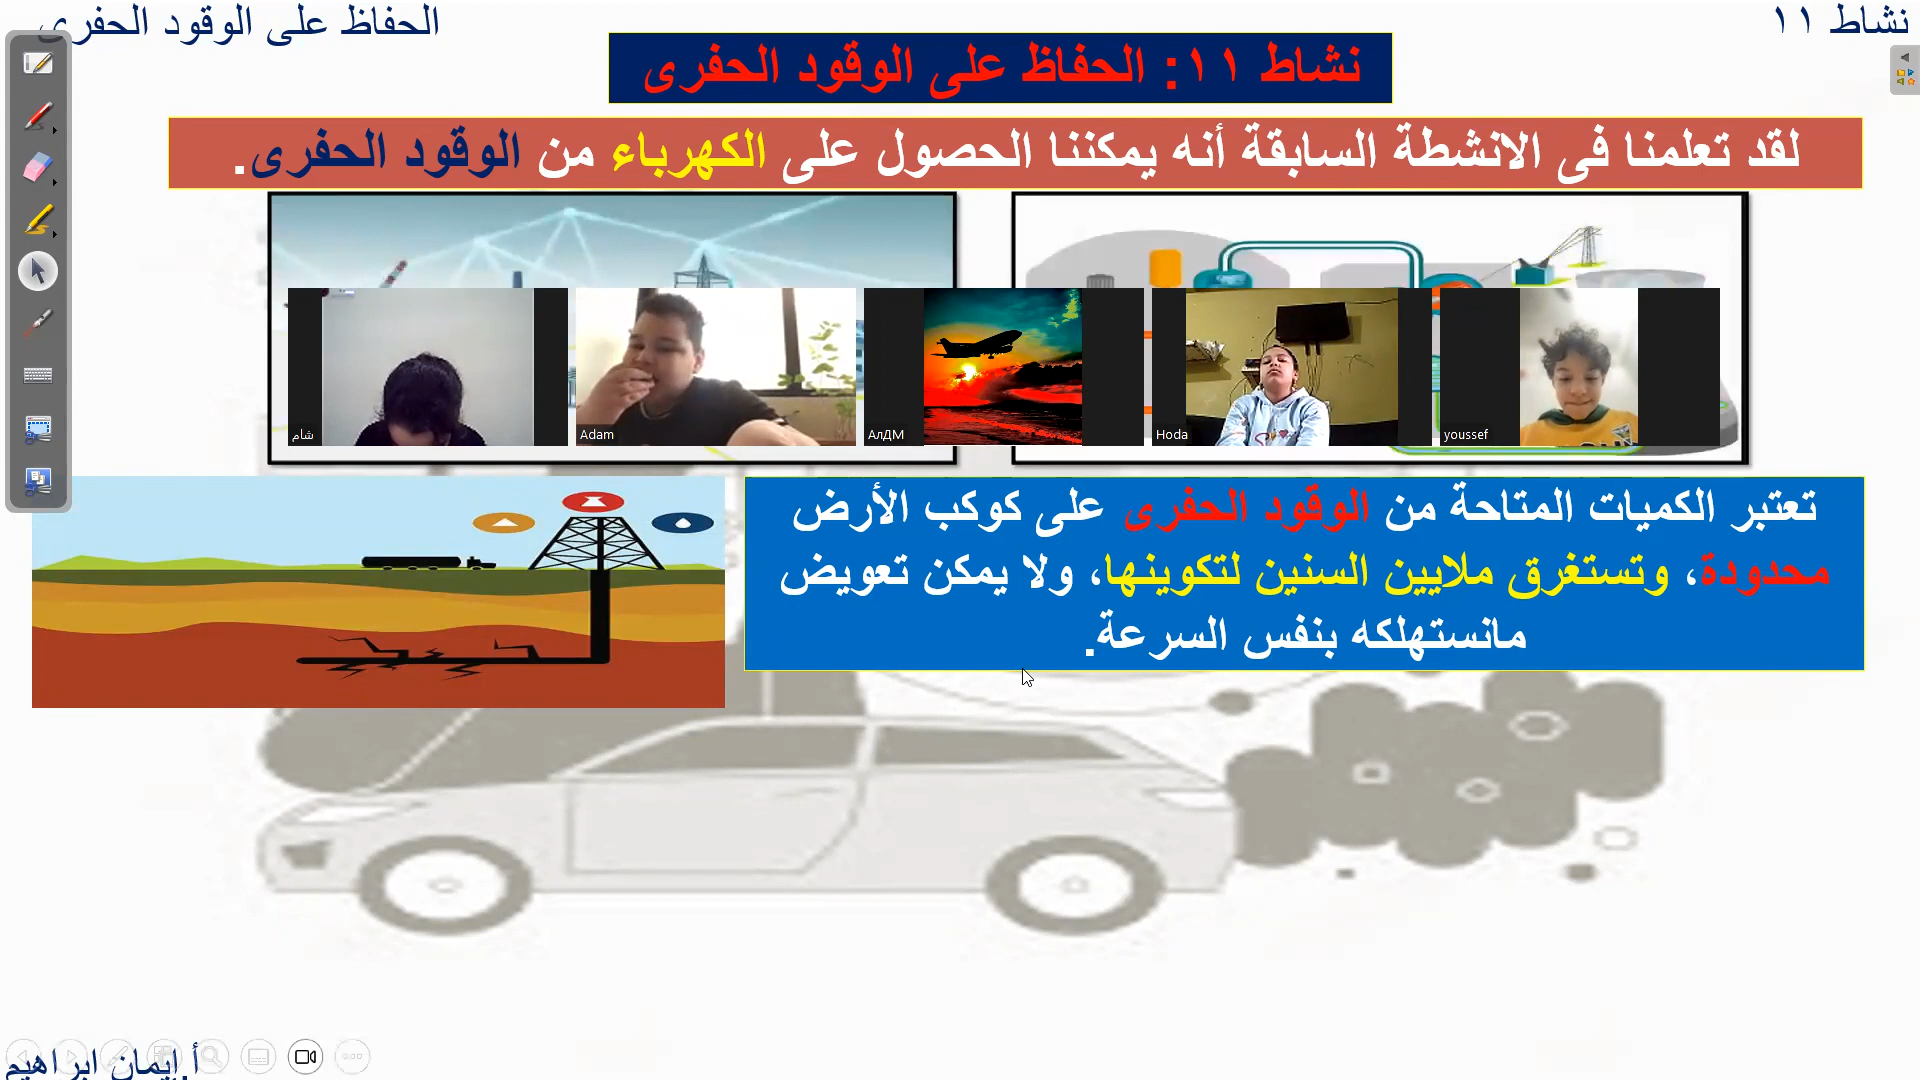 نشاط ١١
الحفاظ على الوقود الحفرى
نشاط ١١: الحفاظ على الوقود الحفرى
لقد تعلمنا فى الانشطة السابقة أنه يمكننا الحصول على الكهرباء من الوقود الحفرى.
شام
Adam
АлДМ
Hoda
youssef
تعتبر الكميات المتاحة من الوقود الحفرى على كوكب الأرض
محدودة، وتستغرق ملايين السنين لتكوينها، ولا يمكن تعويض
مانستهلكه بنفس السرعة.
أ.إيمان ابراهيم